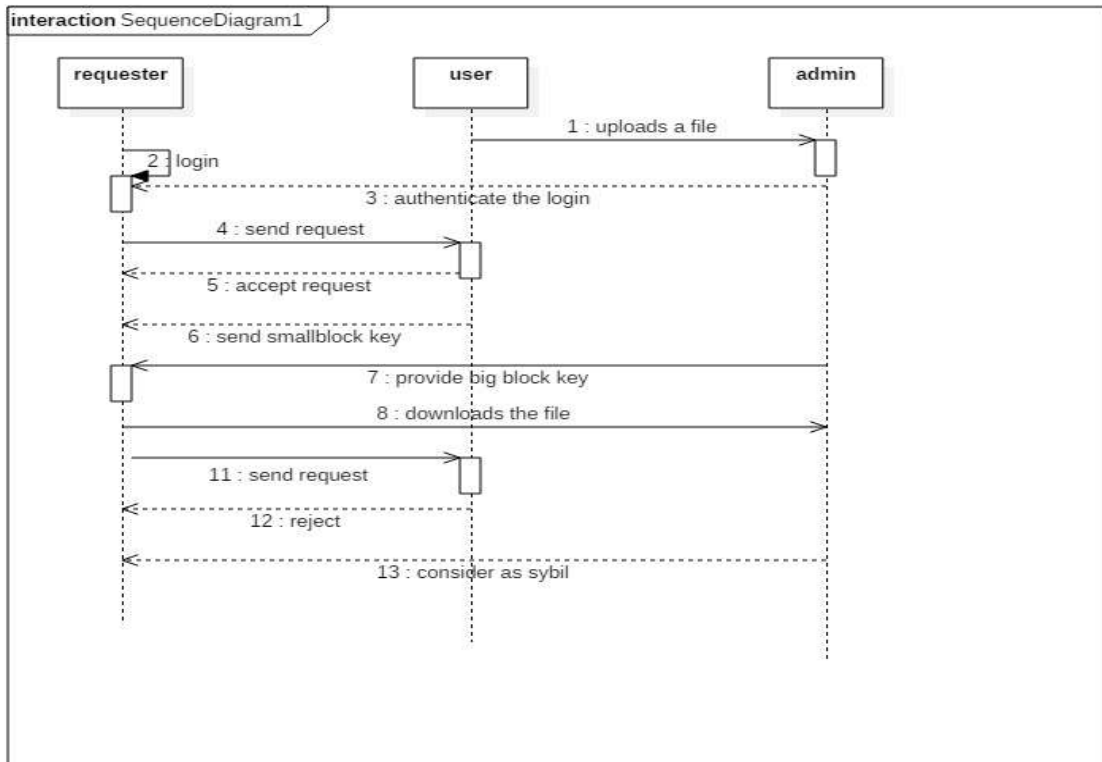 interaction SequenceDiagram1
requester
user
admin
1 : uploads a file
2 : login
3 : authenticate the login
4 : send request
5 : accept request
6 : send smallblock key
7 : provide big block key
8 : downloads the file
11 : send request
12 : reject
13 : consider as sybil